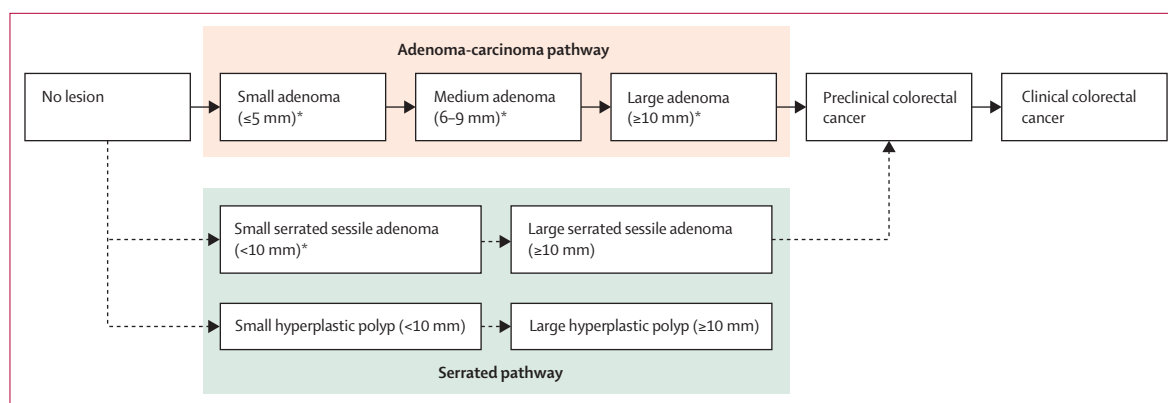 Adenoma-carcinoma pathway
No lesion
Small adenoma
(≤5 mm)*
Medium adenoma
(6–9 mm)*
Large adenoma
(≥10 mm)*
Preclinical colorectal
cancer
Clinical colorectal
cancer
Small serrated sessile adenoma
(<10 mm)*
Large serrated sessile adenoma
(≥10 mm)
Small hyperplastic polyp (<10 mm)
Large hyperplastic polyp (≥10 mm)
Serrated pathway